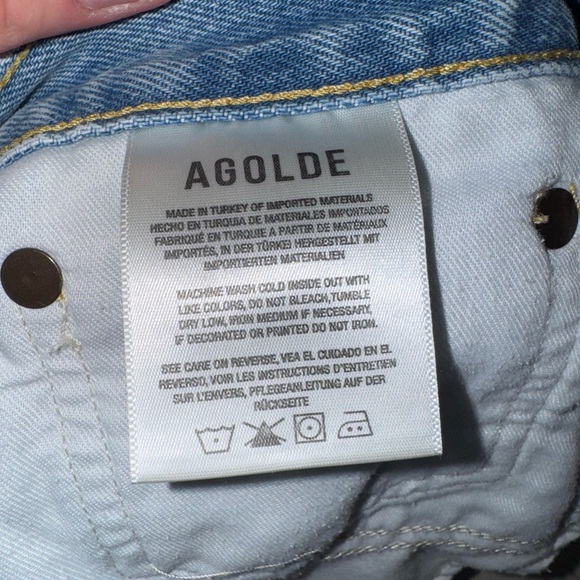 AGOLDE
MADE IN TURKEY OF IMPORTED MATERIALS
HECHO EN TURQUIA DE MATERIALES IMPORTADOS
FABRIQUÉ EN TURQUIE A PARTIR DE MATÉRIAUX
IMPORTÉS, IN DER TÜRKEI HERGESTELLT MIT
IMPORTIERTEN MATERIALIEN
MACHINE WASH COLD INSIDE OUT WITH
LIKE COLORS, DO NOT BLEACH, TUMBLE
DRY LOW, IRON MEDIUM IF NECESSARY,
IF DECORATED OR PRINTED DO NOT IRON.
SEE CARE ON REVERSE, VEA EL CUIDADO EN EL
REVERSO, VOIR LES INSTRUCTIONS D'ENTRETIEN
SUR L'ENVERS, PFLEGEANLEITUNG AUF DER
RÜCKSEITE